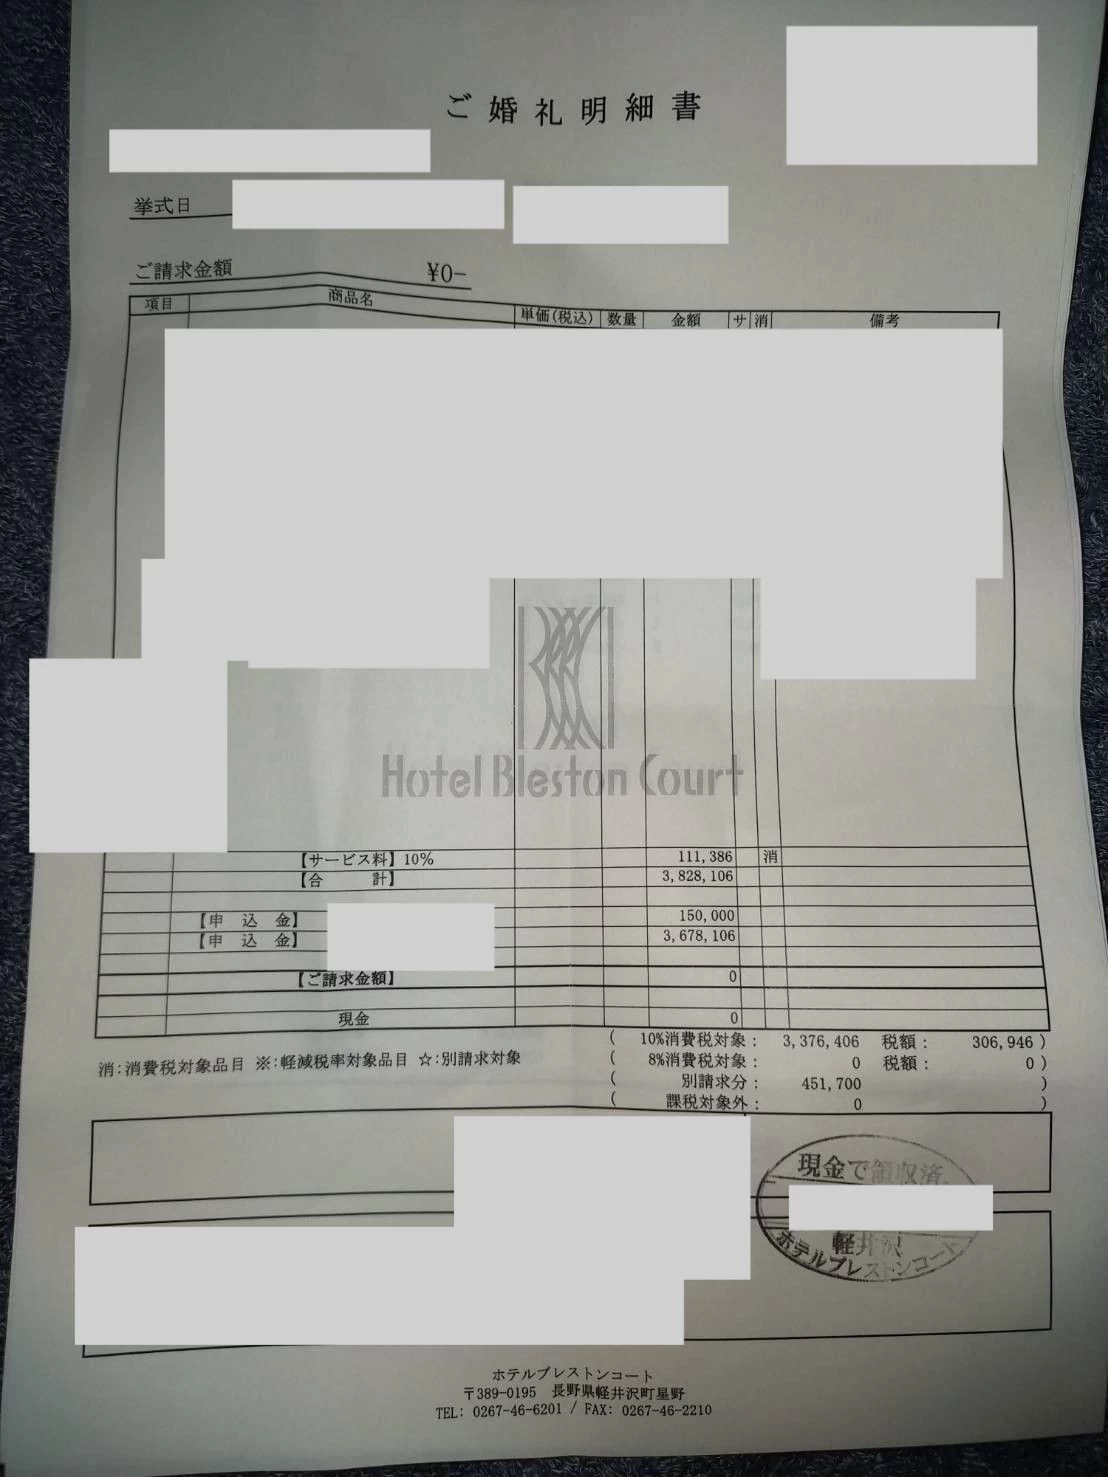 ご婚礼明細書
挙式日
ご請求金額 ¥0-
項目 商品名 単価(税込) 数量 金額 サ 消 備考
Hotel Bleston Court
【サービス料】10% 111,386 消
【合 計】 3,828,106
【申 込 金】 150,000
【申 込 金】 3,678,106
【ご請求金額】 0
現金 0
( 10%消費税対象: 3,376,406 税額: 306,946 )
消:消費税対象品目 ※:軽減税率対象品目 ☆:別請求対象
( 8%消費税対象: 0 税額: 0 )
( 別請求分: 451,700 )
( 課税対象外: 0 )
現金で領収済
軽井沢
ホテルブレストンコート
ホテルブレストンコート
〒389-0195 長野県軽井沢町星野
TEL: 0267-46-6201 / FAX: 0267-46-2210